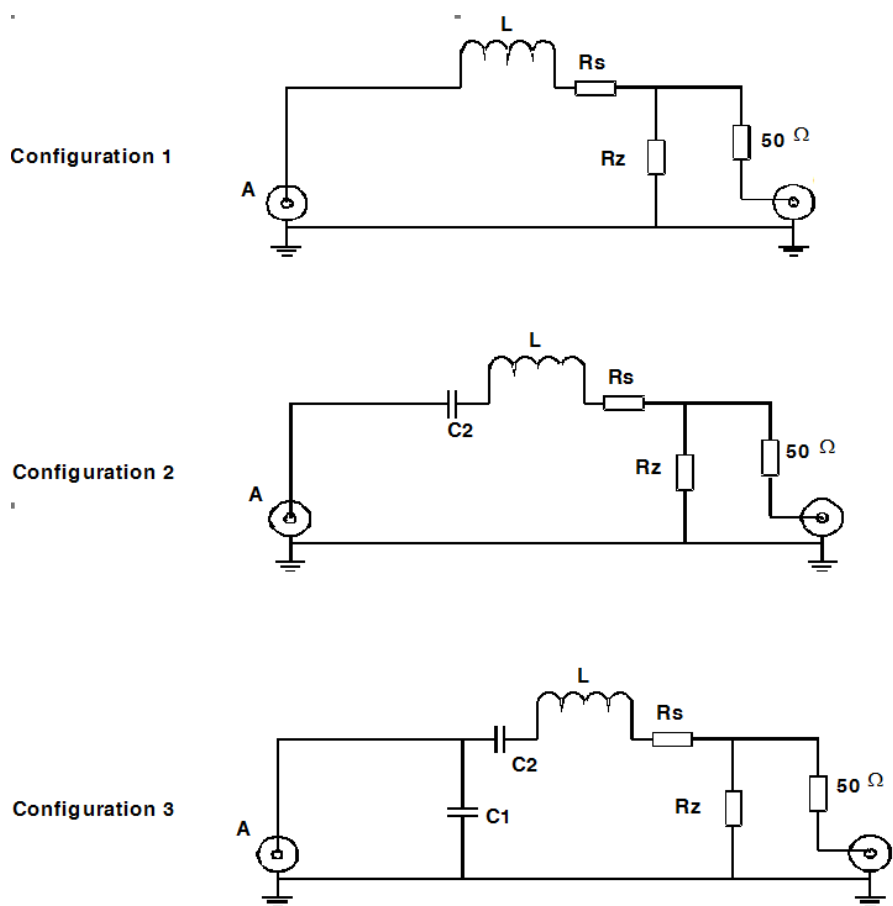 L
Rs
Configuration 1
Rz
50 Ω
A
L
Rs
C2
Configuration 2
Rz
50 Ω
A
L
Rs
C2
Configuration 3
C1
Rz
50 Ω
A